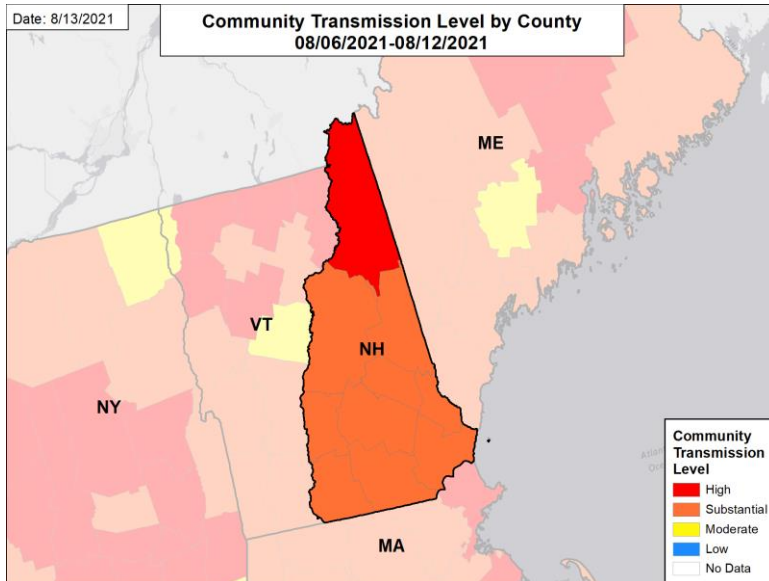 Date: 8/13/2021
Community Transmission Level by County
08/06/2021-08/12/2021
ME
VT
NH
NY
MA
Community
Transmission
Level
High
Substantial
Moderate
Low
No Data